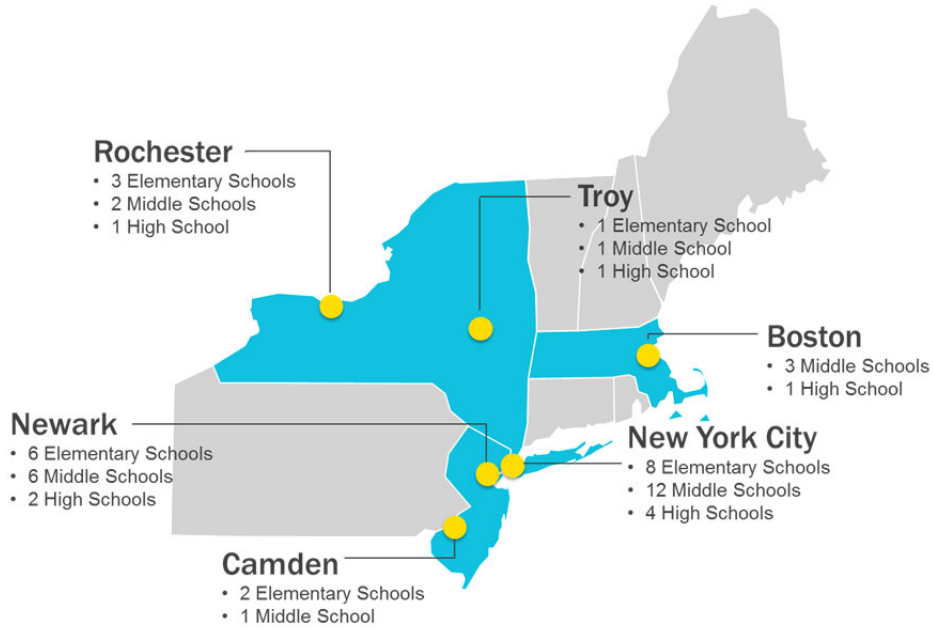 Rochester
• 3 Elementary Schools
• 2 Middle Schools
• 1 High School
Troy
• 1 Elementary School
• 1 Middle School
• 1 High School
Boston
• 3 Middle Schools
• 1 High School
Newark
• 6 Elementary Schools
• 6 Middle Schools
• 2 High Schools
New York City
• 8 Elementary Schools
• 12 Middle Schools
• 4 High Schools
Camden
• 2 Elementary Schools
• 1 Middle School